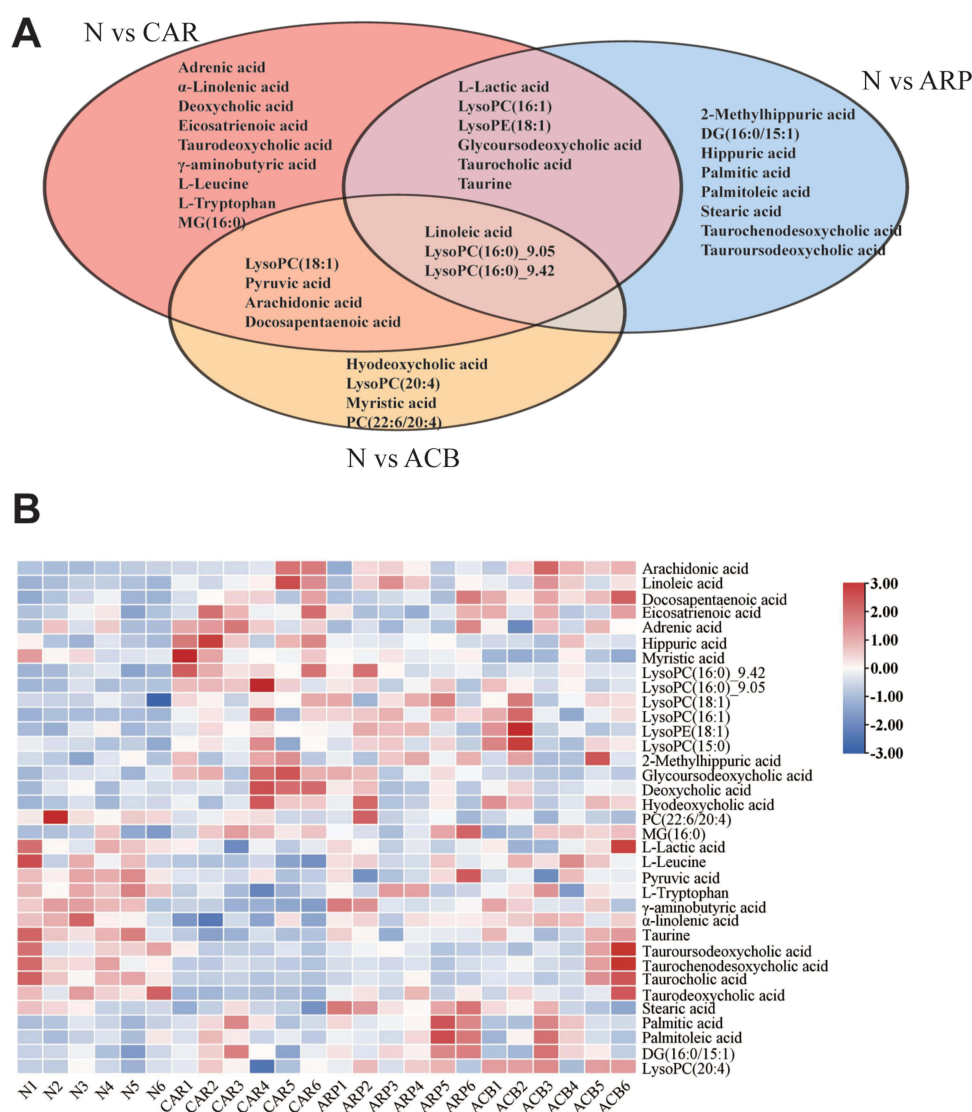 A
N vs CAR
N vs ARP
Adrenic acid
α-Linolenic acid
Deoxycholic acid
Eicosatrienoic acid
Taurodeoxycholic acid
γ-aminobutyric acid
L-Leucine
L-Tryptophan
MG(16:0)
L-Lactic acid
LysoPC(16:1)
LysoPE(18:1)
Glycoursodeoxycholic acid
Taurocholic acid
Taurine
2-Methylhippuric acid
DG(16:0/15:1)
Hippuric acid
Palmitic acid
Palmitoleic acid
Stearic acid
Taurochenodesoxycholic acid
Tauroursodeoxycholic acid
Linoleic acid
LysoPC(16:0)_9.05
LysoPC(16:0)_9.42
LysoPC(18:1)
Pyruvic acid
Arachidonic acid
Docosapentaenoic acid
Hyodeoxycholic acid
LysoPC(20:4)
Myristic acid
PC(22:6/20:4)
N vs ACB
B
Arachidonic acid
Linoleic acid
Docosapentaenoic acid
Eicosatrienoic acid
Adrenic acid
Hippuric acid
Myristic acid
LysoPC(16:0)_9.42
LysoPC(16:0)_9.05
LysoPC(18:1)
LysoPC(16:1)
LysoPE(18:1)
LysoPC(15:0)
2-Methylhippuric acid
Glycoursodeoxycholic acid
Deoxycholic acid
Hyodeoxycholic acid
PC(22:6/20:4)
MG(16:0)
L-Lactic acid
L-Leucine
Pyruvic acid
L-Tryptophan
γ-aminobutyric acid
α-linolenic acid
Taurine
Tauroursodeoxycholic acid
Taurochenodesoxycholic acid
Taurocholic acid
Taurodeoxycholic acid
Stearic acid
Palmitic acid
Palmitoleic acid
DG(16:0/15:1)
LysoPC(20:4)
3.00
2.00
1.00
0.00
-1.00
-2.00
-3.00
N1
N2
N3
N4
N5
N6
CAR1
CAR2
CAR3
CAR4
CAR5
CAR6
ARP1
ARP2
ARP3
ARP4
ARP5
ARP6
ACB1
ACB2
ACB3
ACB4
ACB5
ACB6